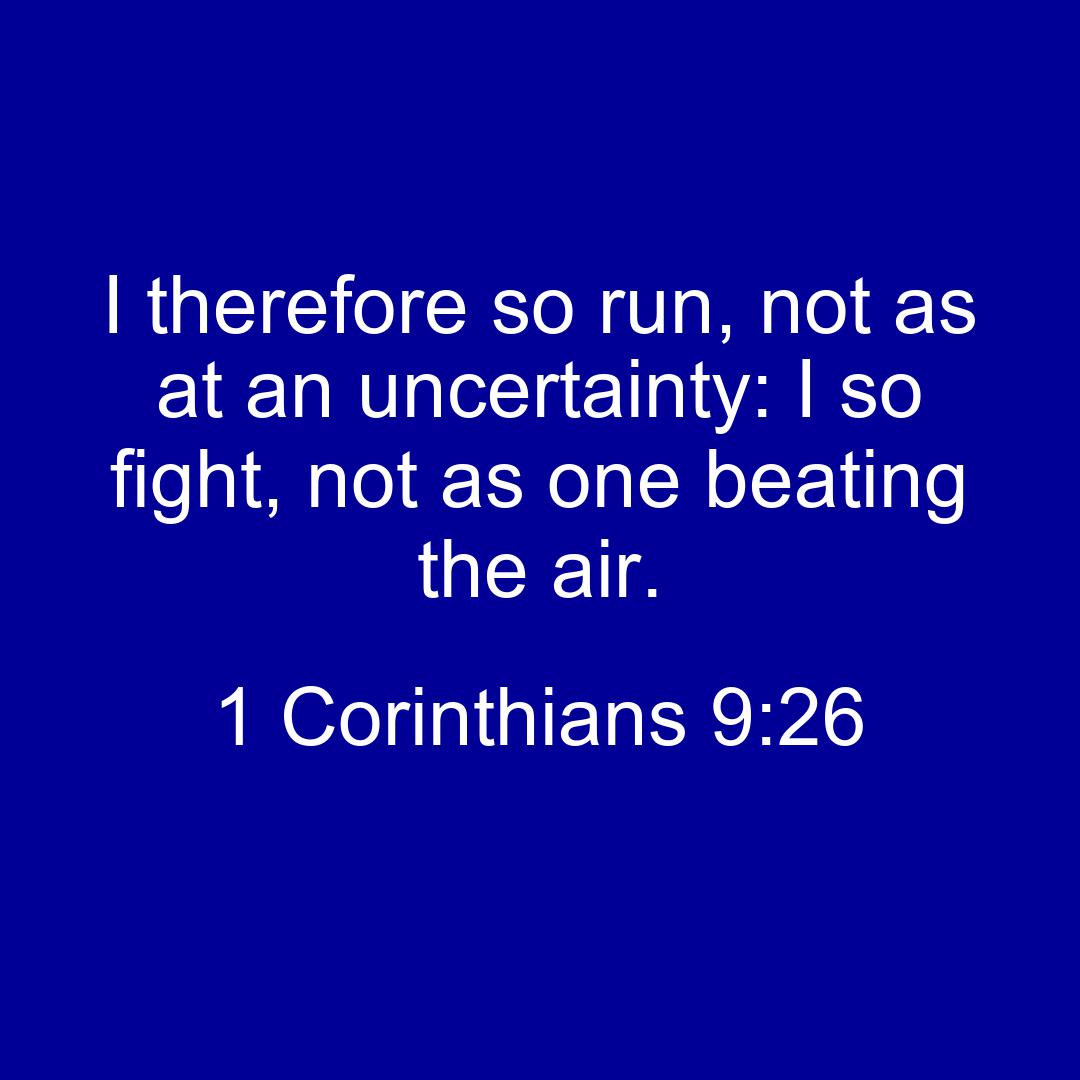 I therefore so run, not as
at an uncertainty: I so
fight, not as one beating
the air.
1 Corinthians 9:26